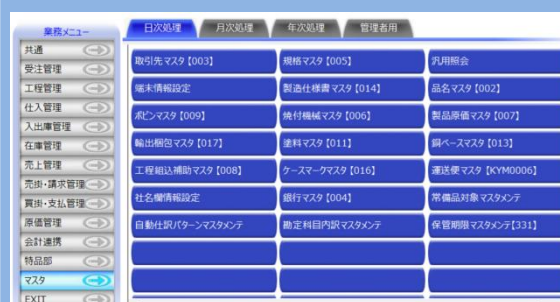 業務メニュー
日次処理 月次処理 年次処理 管理者用
共通
受注管理
工程管理
仕入管理
入出庫管理
在庫管理
売上管理
売掛・請求管理
買掛・支払管理
原価管理
会計連携
特品部
マスタ
EXIT
取引先マスタ【003】 規格マスタ【005】 汎用照会
端末情報設定 製造仕様書マスタ【014】 品名マスタ【002】
ボビンマスタ【009】 焼付機械マスタ【006】 製品原価マスタ【007】
輸出梱包マスタ【017】 塗料マスタ【011】 銅ベースマスタ【013】
工程組込補助マスタ【008】 ケースマークマスタ【016】 運送便マスタ【KYM0006】
社名欄情報設定 銀行マスタ【004】 常備品対象マスタメンテ
自動仕訳パターンマスタメンテ 勘定科目内訳マスタメンテ 保管期限マスタメンテ【331】